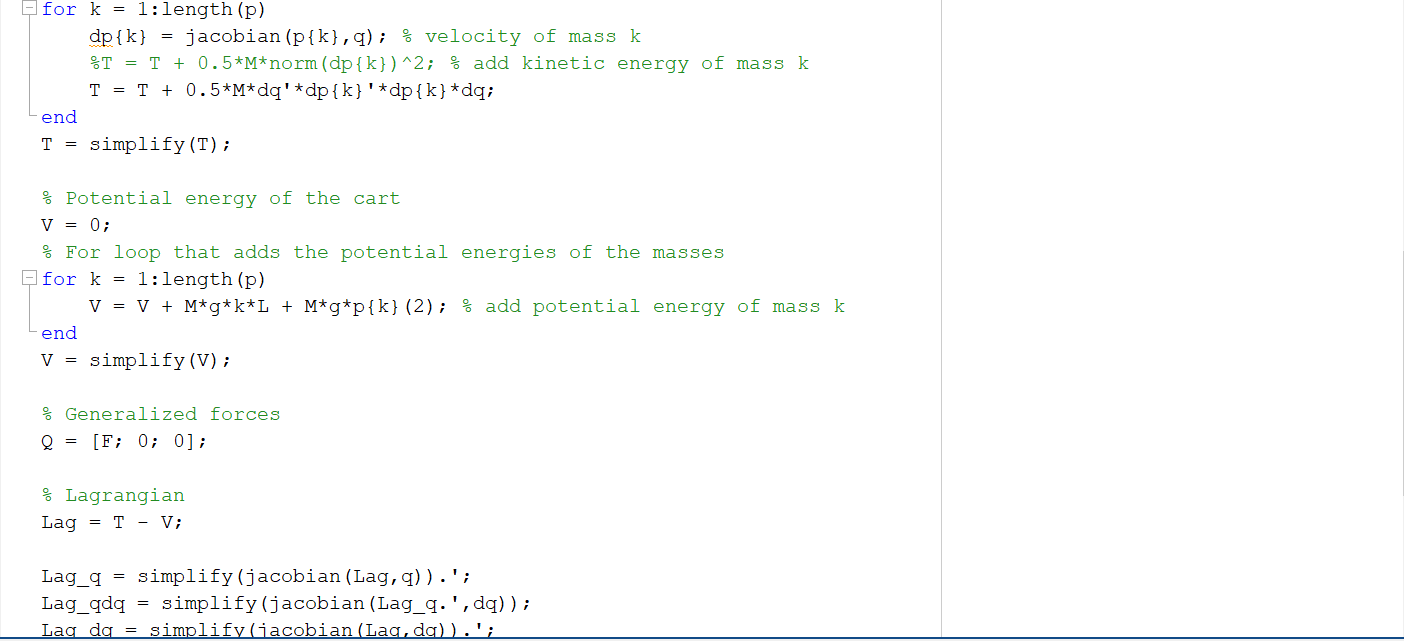 for k = 1:length(p)
    dp{k} = jacobian(p{k},q); % velocity of mass k
    %T = T + 0.5*M*norm(dp{k})^2; % add kinetic energy of mass k
    T = T + 0.5*M*dq'*dp{k}'*dp{k}*dq;
end
T = simplify(T);
% Potential energy of the cart
V = 0;
% For loop that adds the potential energies of the masses
for k = 1:length(p)
    V = V + M*g*k*L + M*g*p{k}(2); % add potential energy of mass k
end
V = simplify(V);
% Generalized forces
Q = [F; 0; 0];
% Lagrangian
Lag = T - V;
Lag_q = simplify(jacobian(Lag,q)).';
Lag_qdq = simplify(jacobian(Lag_q.',dq));
Lag_dq = simplify(jacobian(Lag,dq)).';